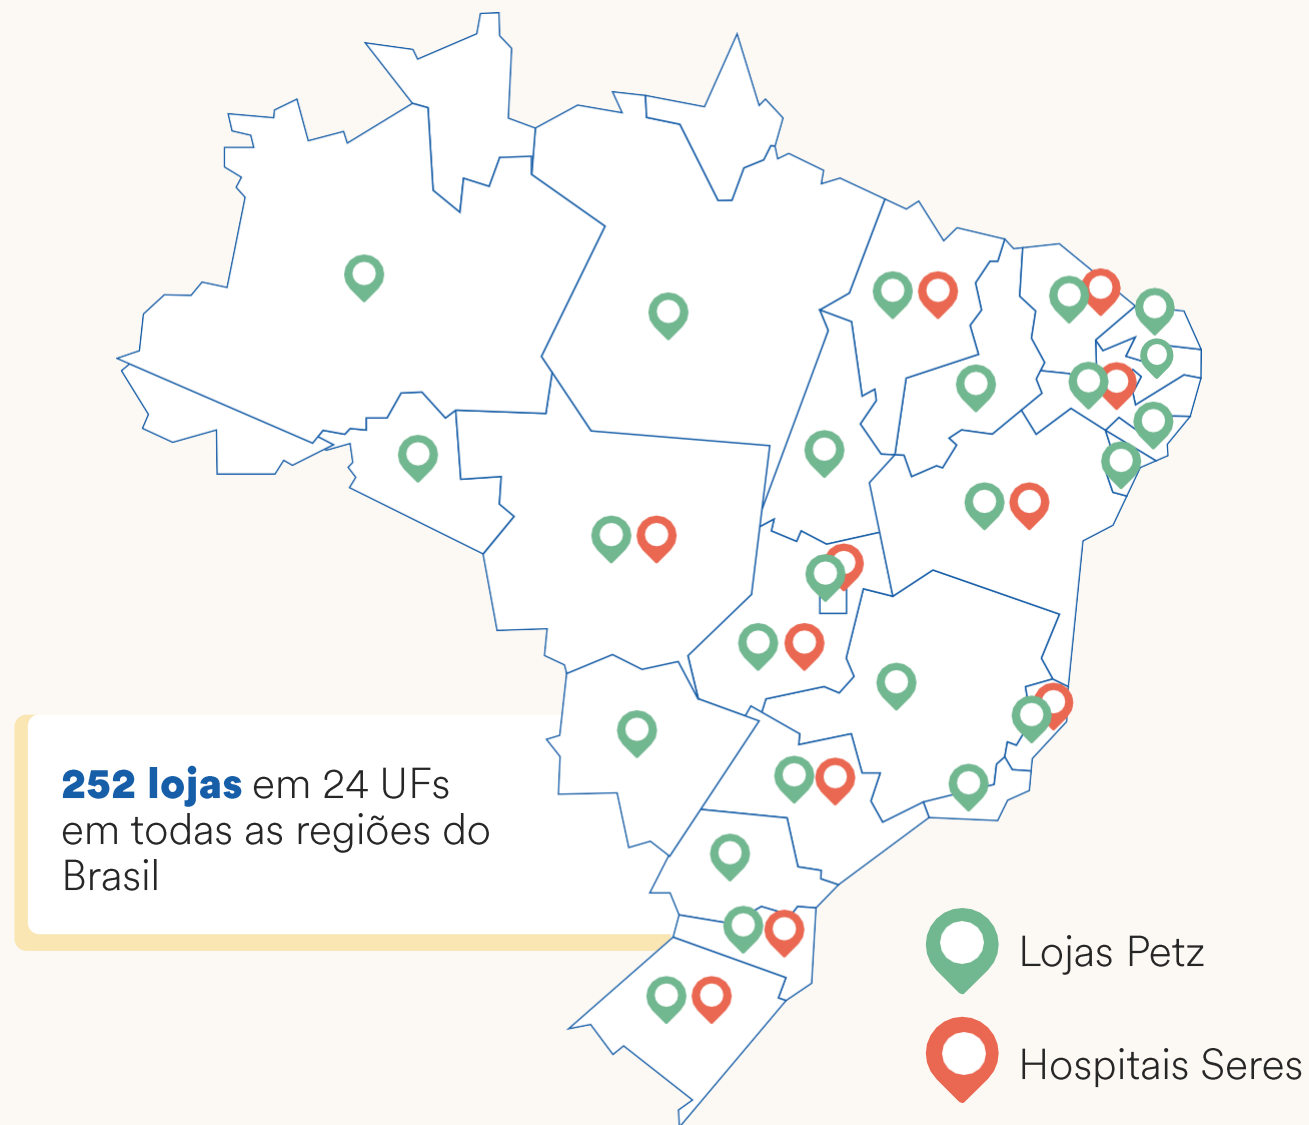 252 lojas em 24 UFs
em todas as regiões do
Brasil
Lojas Petz
Hospitais Seres